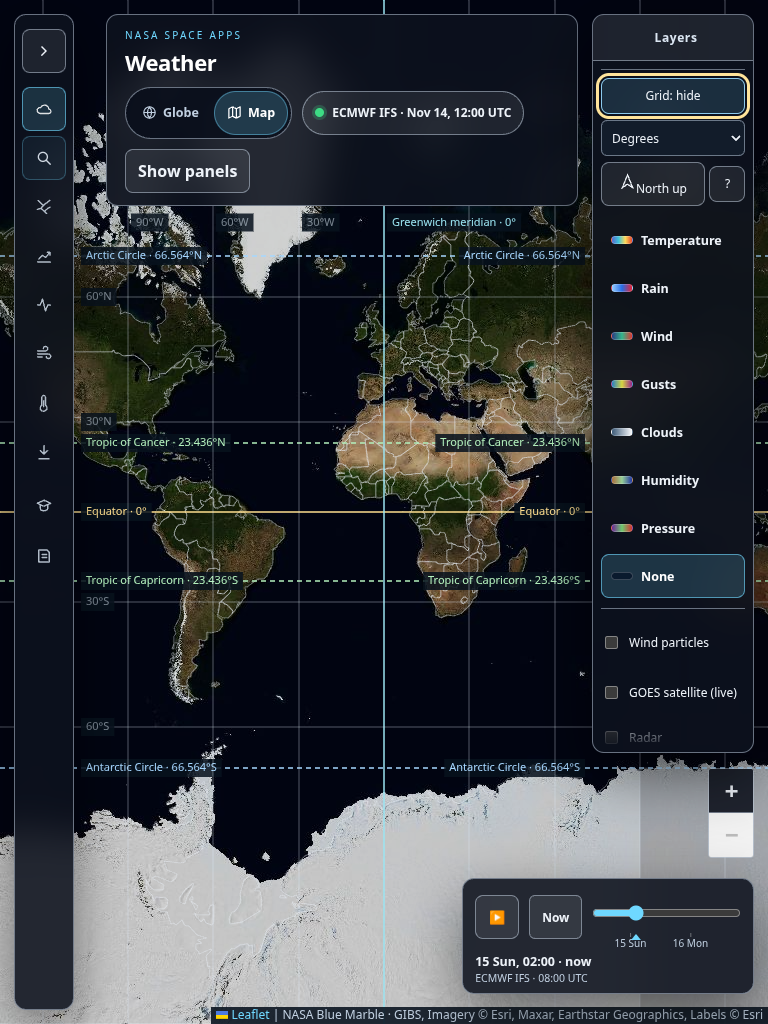 NASA SPACE APPS
Weather
Globe
Map
ECMWF IFS · Nov 14, 12:00 UTC
Show panels
Layers
Grid: hide
Degrees
North up
?
Temperature
Rain
Wind
Gusts
Clouds
Humidity
Pressure
None
Wind particles
GOES satellite (live)
Radar
90°W
60°W
30°W
Greenwich meridian · 0°
Arctic Circle · 66.564°N
Arctic Circle · 66.564°N
60°N
30°N
Tropic of Cancer · 23.436°N
Tropic of Cancer · 23.436°N
Equator · 0°
Equator · 0°
Tropic of Capricorn · 23.436°S
Tropic of Capricorn · 23.436°S
30°S
60°S
Antarctic Circle · 66.564°S
Antarctic Circle · 66.564°S
+
−
Now
15 Sun
16 Mon
15 Sun, 02:00 · now
ECMWF IFS · 08:00 UTC
Leaflet | NASA Blue Marble · GIBS, Imagery © Esri, Maxar, Earthstar Geographics, Labels © Esri